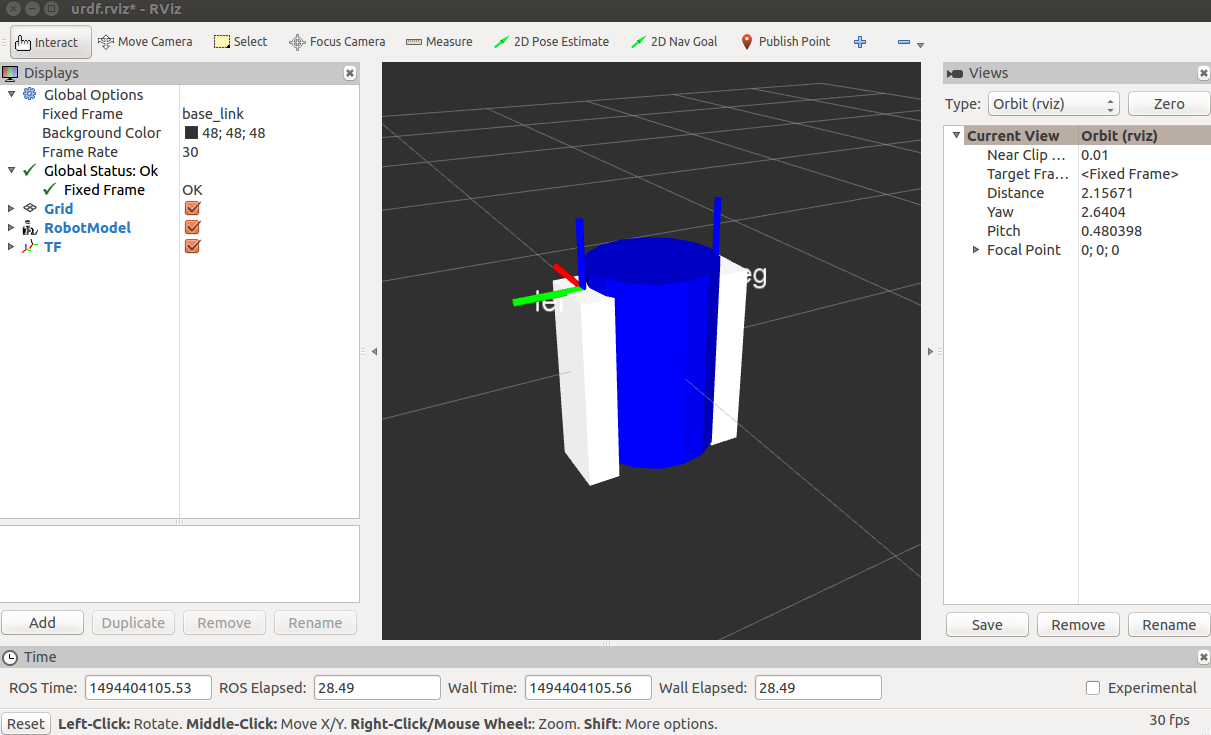 urdf.rviz* - RViz
Interact Move Camera Select Focus Camera Measure 2D Pose Estimate 2D Nav Goal Publish Point
Displays
Global Options
Fixed Frame base_link
Background Color 48; 48; 48
Frame Rate 30
Global Status: Ok
Fixed Frame OK
Grid
RobotModel
TF
Add Duplicate Remove Rename
Views
Type: Orbit (rviz) Zero
Current View Orbit (rviz)
Near Clip ... 0.01
Target Fra... <Fixed Frame>
Distance 2.15671
Yaw 2.6404
Pitch 0.480398
Focal Point 0; 0; 0
Save Remove Rename
Time
ROS Time: 1494404105.53 ROS Elapsed: 28.49 Wall Time: 1494404105.56 Wall Elapsed: 28.49 Experimental
Reset Left-Click: Rotate. Middle-Click: Move X/Y. Right-Click/Mouse Wheel:: Zoom. Shift: More options. 30 fps